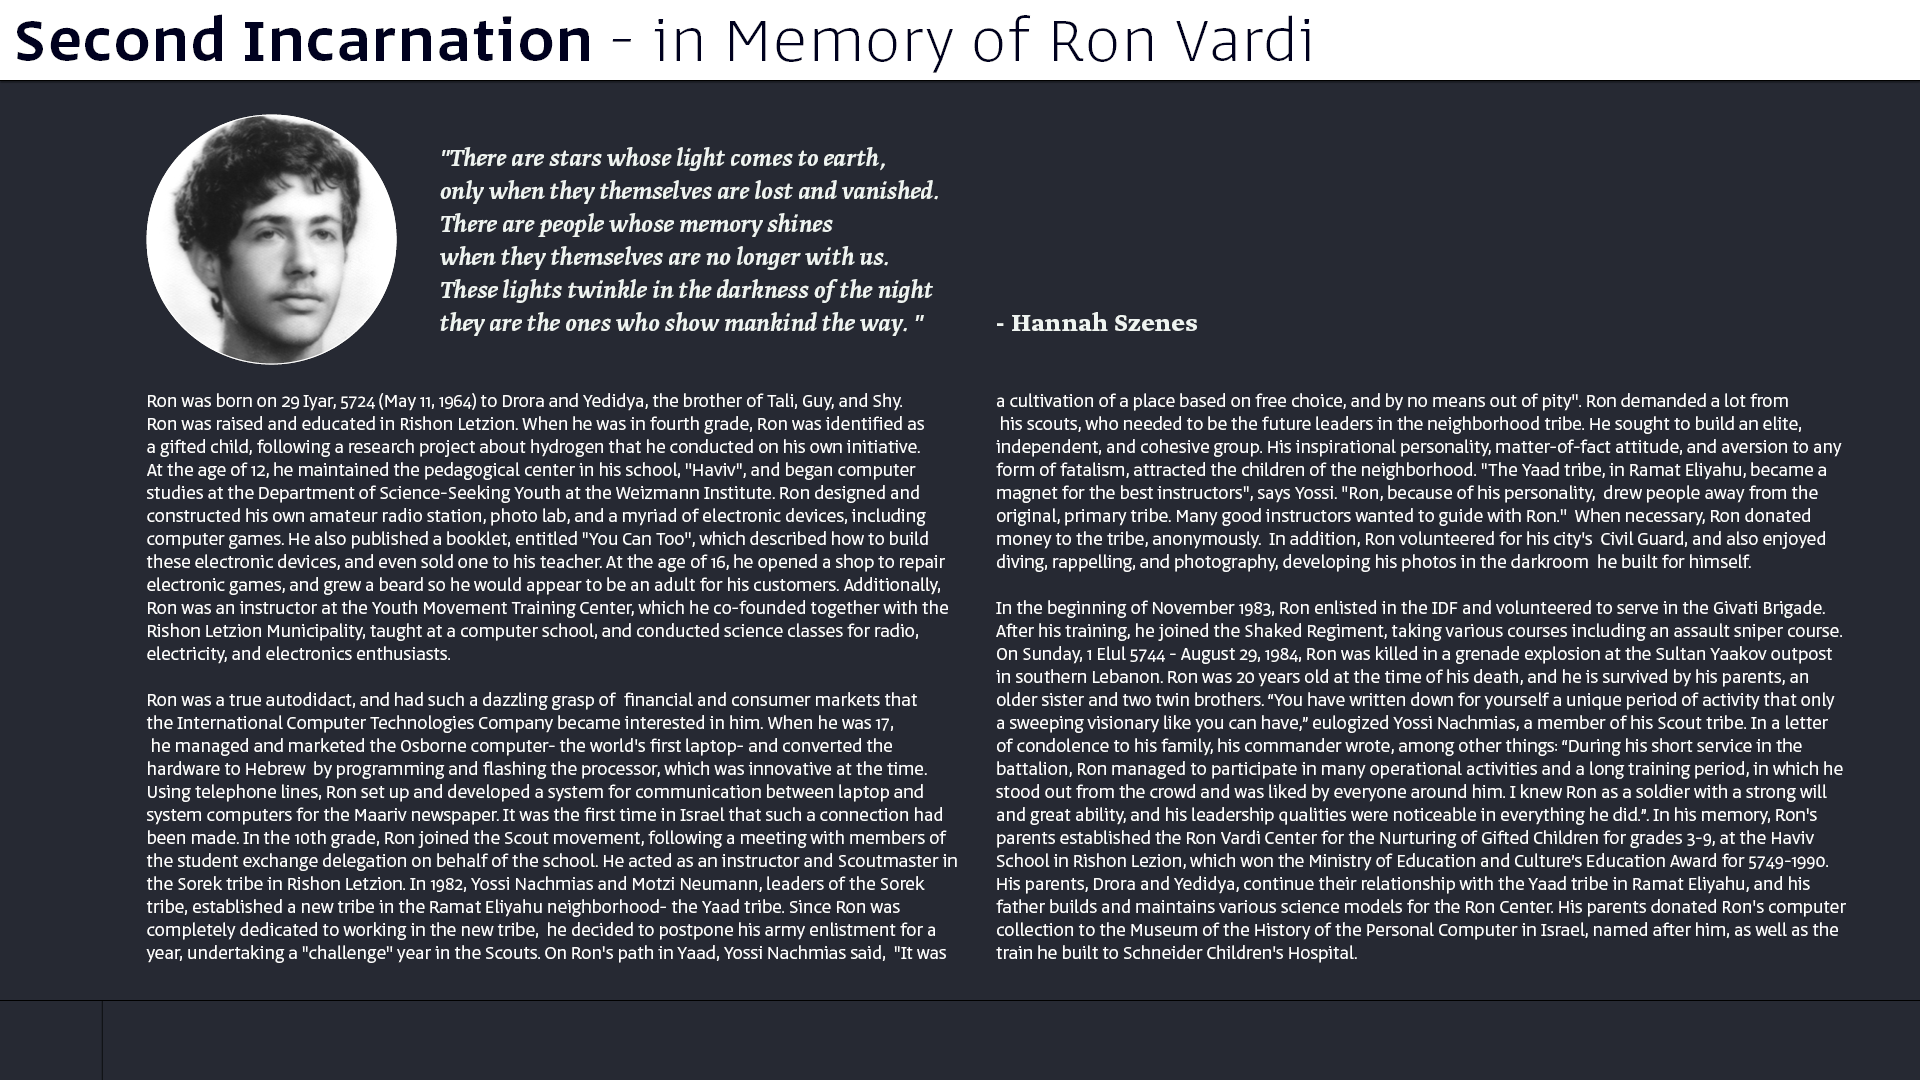 Second Incarnation - in Memory of Ron Vardi
"There are stars whose light comes to earth,
only when they themselves are lost and vanished.
There are people whose memory shines
when they themselves are no longer with us.
These lights twinkle in the darkness of the night
they are the ones who show mankind the way. "
- Hannah Szenes
Ron was born on 29 Iyar, 5724 (May 11, 1964) to Drora and Yedidya, the brother of Tali, Guy, and Shy.
Ron was raised and educated in Rishon Letzion. When he was in fourth grade, Ron was identified as
a gifted child, following a research project about hydrogen that he conducted on his own initiative.
At the age of 12, he maintained the pedagogical center in his school, "Haviv", and began computer
studies at the Department of Science-Seeking Youth at the Weizmann Institute. Ron designed and
constructed his own amateur radio station, photo lab, and a myriad of electronic devices, including
computer games. He also published a booklet, entitled "You Can Too", which described how to build
these electronic devices, and even sold one to his teacher. At the age of 16, he opened a shop to repair
electronic games, and grew a beard so he would appear to be an adult for his customers. Additionally,
Ron was an instructor at the Youth Movement Training Center, which he co-founded together with the
Rishon Letzion Municipality, taught at a computer school, and conducted science classes for radio,
electricity, and electronics enthusiasts.
Ron was a true autodidact, and had such a dazzling grasp of  financial and consumer markets that
the International Computer Technologies Company became interested in him. When he was 17,
he managed and marketed the Osborne computer- the world's first laptop- and converted the
hardware to Hebrew  by programming and flashing the processor, which was innovative at the time.
Using telephone lines, Ron set up and developed a system for communication between laptop and
system computers for the Maariv newspaper. It was the first time in Israel that such a connection had
been made. In the 10th grade, Ron joined the Scout movement, following a meeting with members of
the student exchange delegation on behalf of the school. He acted as an instructor and Scoutmaster in
the Sorek tribe in Rishon Letzion. In 1982, Yossi Nachmias and Motzi Neumann, leaders of the Sorek
tribe, established a new tribe in the Ramat Eliyahu neighborhood- the Yaad tribe. Since Ron was
completely dedicated to working in the new tribe,  he decided to postpone his army enlistment for a
year, undertaking a "challenge" year in the Scouts. On Ron's path in Yaad, Yossi Nachmias said,  "It was
a cultivation of a place based on free choice, and by no means out of pity". Ron demanded a lot from
his scouts, who needed to be the future leaders in the neighborhood tribe. He sought to build an elite,
independent, and cohesive group. His inspirational personality, matter-of-fact attitude, and aversion to any
form of fatalism, attracted the children of the neighborhood. "The Yaad tribe, in Ramat Eliyahu, became a
magnet for the best instructors", says Yossi. "Ron, because of his personality,  drew people away from the
original, primary tribe. Many good instructors wanted to guide with Ron."  When necessary, Ron donated
money to the tribe, anonymously.  In addition, Ron volunteered for his city's  Civil Guard, and also enjoyed
diving, rappelling, and photography, developing his photos in the darkroom  he built for himself.
In the beginning of November 1983, Ron enlisted in the IDF and volunteered to serve in the Givati Brigade.
After his training, he joined the Shaked Regiment, taking various courses including an assault sniper course.
On Sunday, 1 Elul 5744 - August 29, 1984, Ron was killed in a grenade explosion at the Sultan Yaakov outpost
in southern Lebanon. Ron was 20 years old at the time of his death, and he is survived by his parents, an
older sister and two twin brothers. “You have written down for yourself a unique period of activity that only
a sweeping visionary like you can have,” eulogized Yossi Nachmias, a member of his Scout tribe. In a letter
of condolence to his family, his commander wrote, among other things: “During his short service in the
battalion, Ron managed to participate in many operational activities and a long training period, in which he
stood out from the crowd and was liked by everyone around him. I knew Ron as a soldier with a strong will
and great ability, and his leadership qualities were noticeable in everything he did.”. In his memory, Ron's
parents established the Ron Vardi Center for the Nurturing of Gifted Children for grades 3-9, at the Haviv
School in Rishon Lezion, which won the Ministry of Education and Culture’s Education Award for 5749-1990.
His parents, Drora and Yedidya, continue their relationship with the Yaad tribe in Ramat Eliyahu, and his
father builds and maintains various science models for the Ron Center. His parents donated Ron's computer
collection to the Museum of the History of the Personal Computer in Israel, named after him, as well as the
train he built to Schneider Children's Hospital.